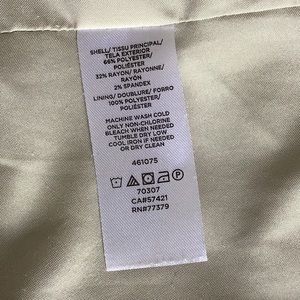 SHELL/ TISSU PRINCIPAL/
TELA EXTERIOR
66% POLYESTER/
POLIÉSTER
32% RAYON/ RAYONNE/
RAYÓN
2% SPANDEX
LINING/ DOUBLURE/ FORRO
100% POLYESTER/
POLIÉSTER
MACHINE WASH COLD
ONLY NON-CHLORINE
BLEACH WHEN NEEDED
TUMBLE DRY LOW
COOL IRON IF NEEDED
OR DRY CLEAN
461075
70307
CA#57421
RN#77379